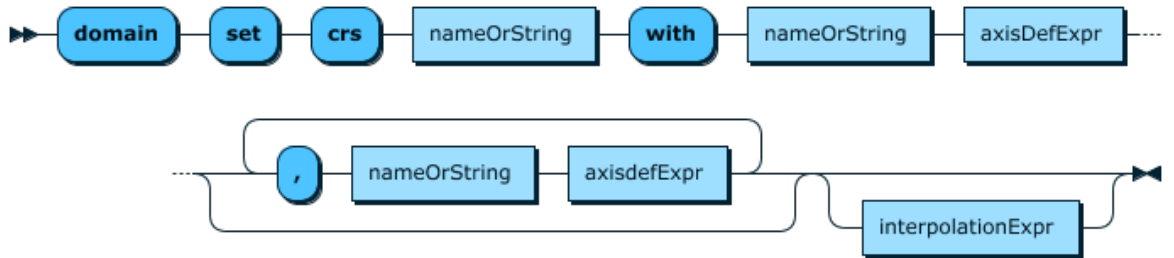 domain set crs nameOrString with nameOrString axisDefExpr
, nameOrString axisdefExpr
interpolationExpr